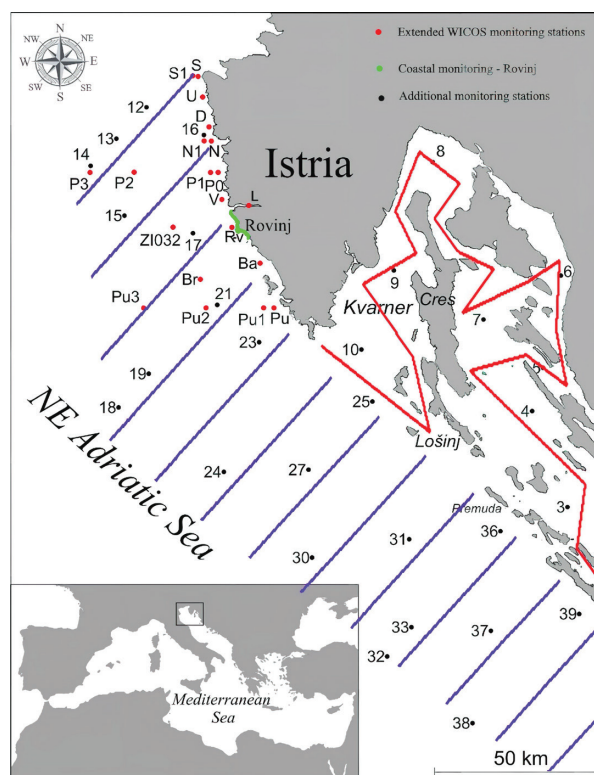 N
NW NE
W E
SW SE
S
Extended WICOS monitoring stations
Coastal monitoring - Rovinj
Additional monitoring stations
S1 S
U
12
D
13
16
N1 N
14
P3 P2 P1 P0
Istria
8
V L
15
Rovinj
ZI032
17
Rv
Ba
9
6
Br
Kvarner
Cres
7
Pu3
21
Pu2 Pu1 Pu
23
10
19
5
18
25
4
Lošinj
NE Adriatic Sea
24
27
Premuda
3
36
31
30
39
33
37
32
38
Mediterranean
Sea
50 km